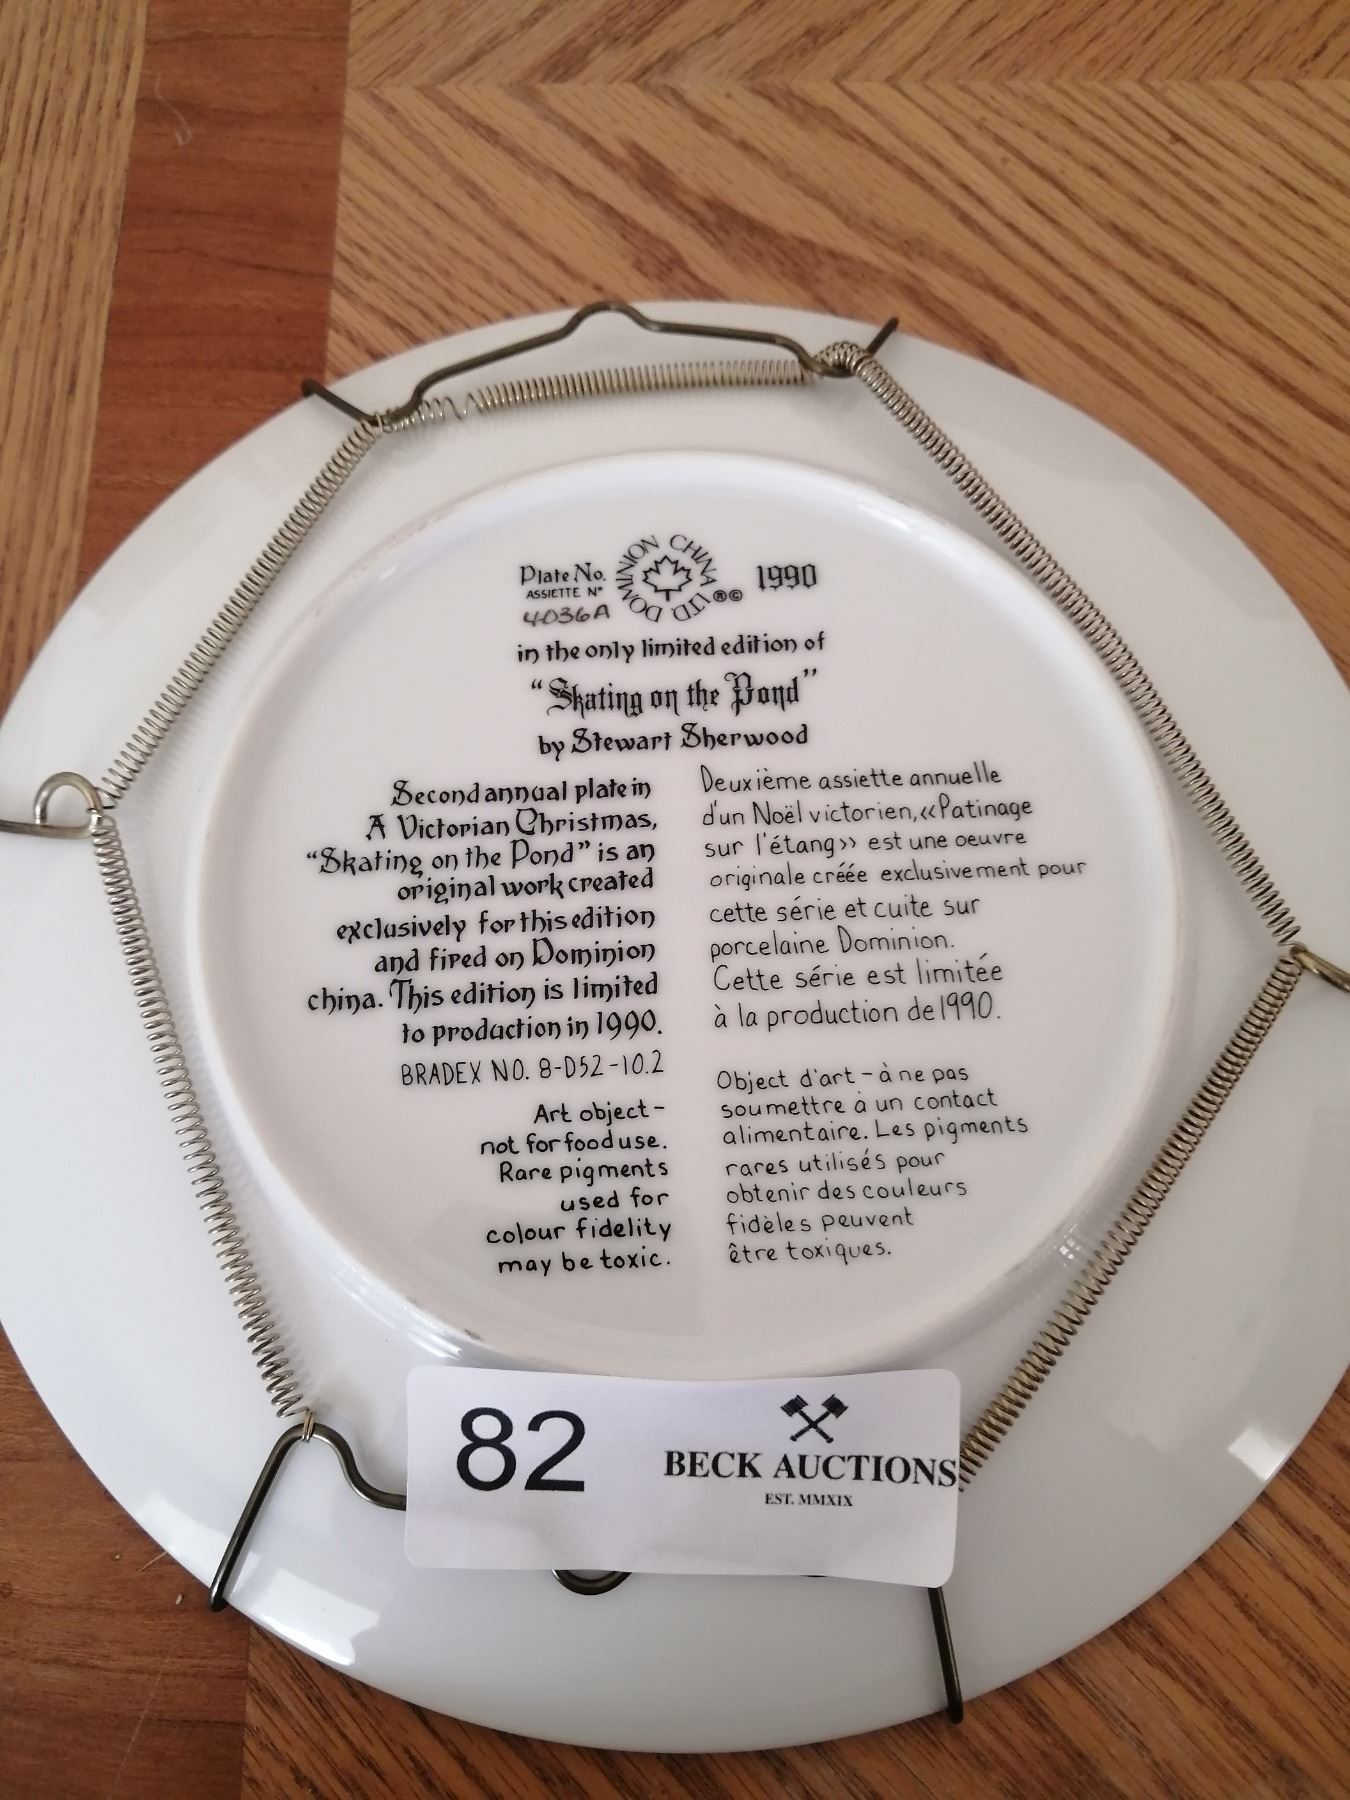 Plate No.
ASSIETTE Nº
4036A
DOMINION CHINA LTD. ®©
1990
in the only limited edition of
“Skating on the Pond”
by Stewart Sherwood
Second annual plate in
A Victorian Christmas,
“Skating on the Pond” is an
original work created
exclusively for this edition
and fired on Dominion
china. This edition is limited
to production in 1990.
BRADEX NO. 8-D52-10.2
Art object-
not for food use.
Rare pigments
used for
colour fidelity
may be toxic.
Deuxième assiette annuelle
d'un Noël victorien, «Patinage
sur l'étang» est une oeuvre
originale créée exclusivement pour
cette série et cuite sur
porcelaine Dominion.
Cette série est limitée
à la production de 1990.
Object d'art - à ne pas
soumettre à un contact
alimentaire. Les pigments
rares utilisés pour
obtenir des couleurs
fidèles peuvent
être toxiques.
82
BECK AUCTIONS
EST. MMXIX